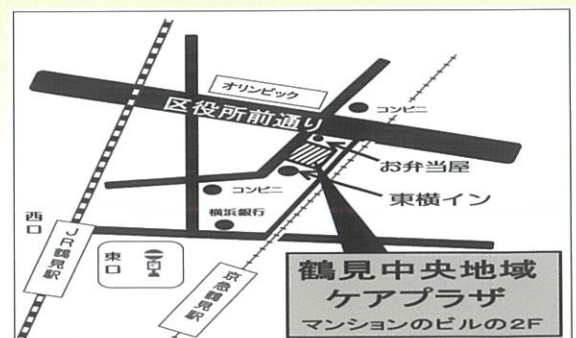 オリンピック
コンビニ
区役所前通り
お弁当屋
東横イン
コンビニ
横浜銀行
西口
JR鶴見駅
東口
京急鶴見駅
鶴見中央地域
ケアプラザ
マンションのビルの2F